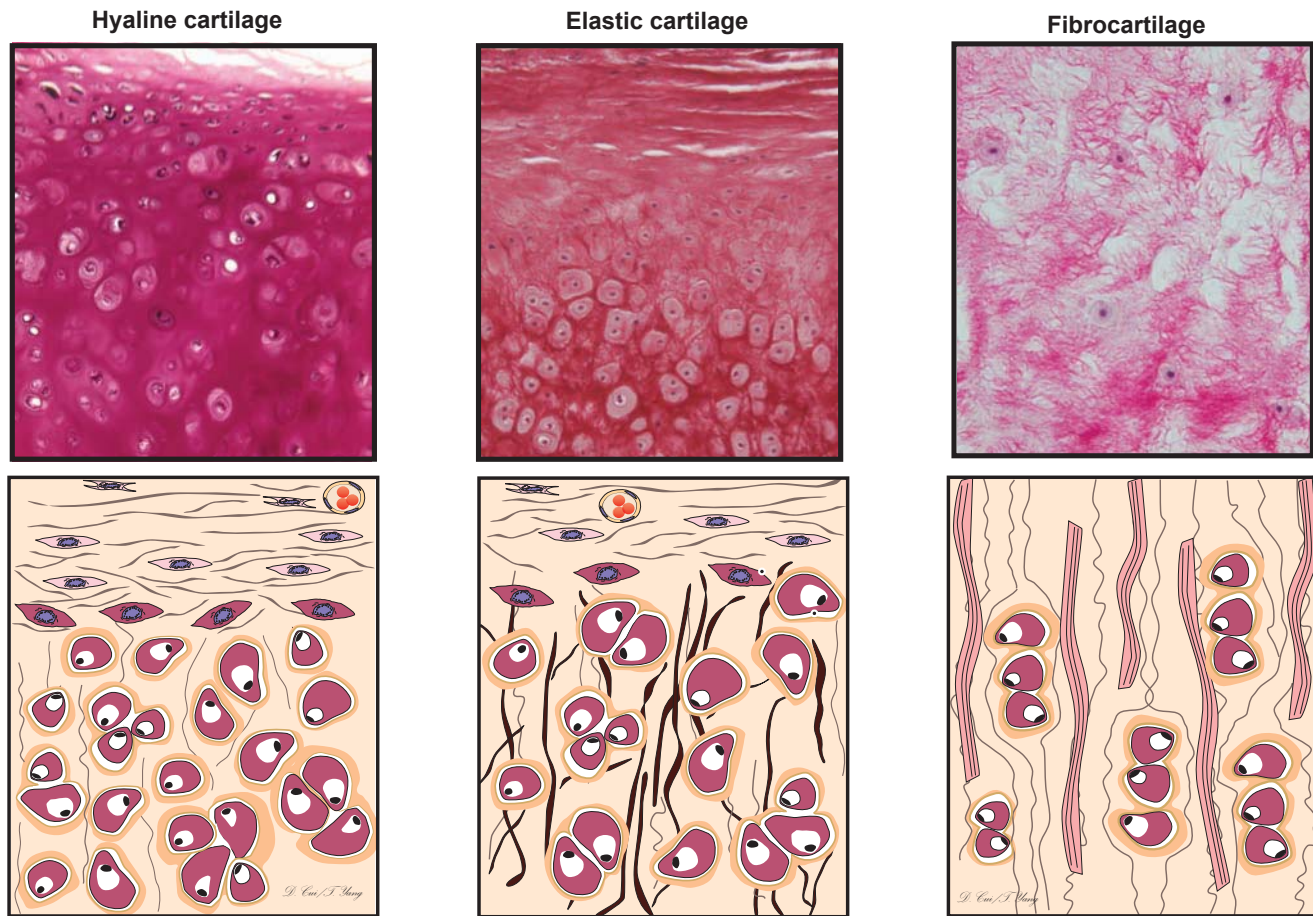 Hyaline cartilage
Elastic cartilage
Fibrocartilage
D. Cui/T. Yang
D. Cui/T. Yang